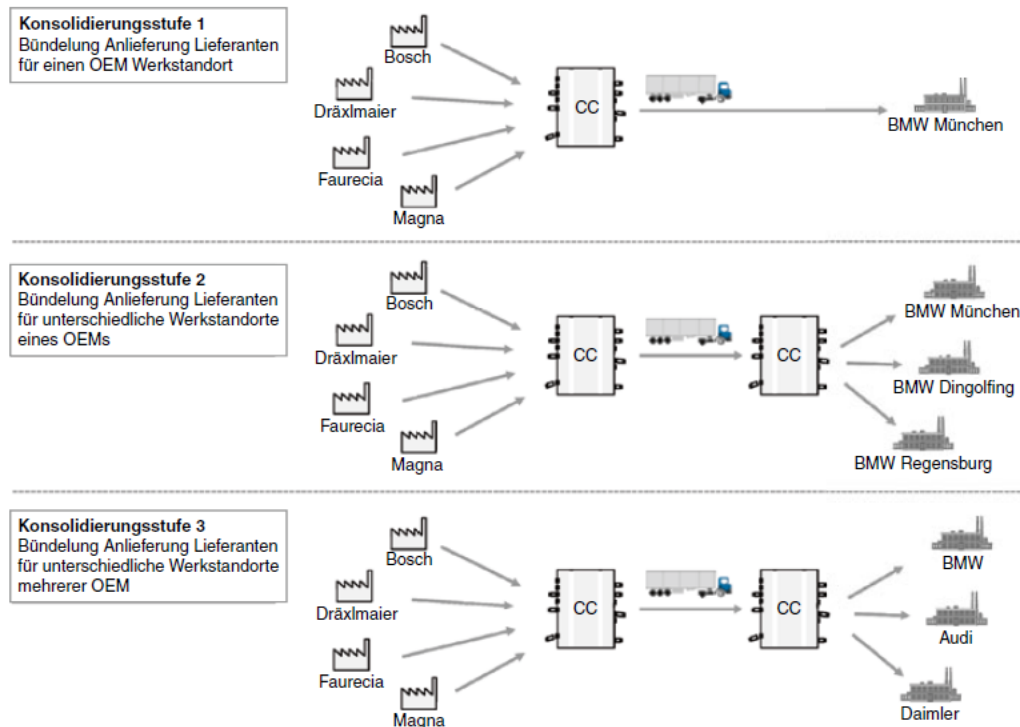 Konsolidierungsstufe 1
Bündelung Anlieferung Lieferanten
für einen OEM Werkstandort
Bosch
Dräxlmaier
Faurecia
Magna
CC
BMW München
Konsolidierungsstufe 2
Bündelung Anlieferung Lieferanten
für unterschiedliche Werkstandorte
eines OEMs
Bosch
Dräxlmaier
Faurecia
Magna
CC
CC
BMW München
BMW Dingolfing
BMW Regensburg
Konsolidierungsstufe 3
Bündelung Anlieferung Lieferanten
für unterschiedliche Werkstandorte
mehrerer OEM
Bosch
Dräxlmaier
Faurecia
Magna
CC
CC
BMW
Audi
Daimler